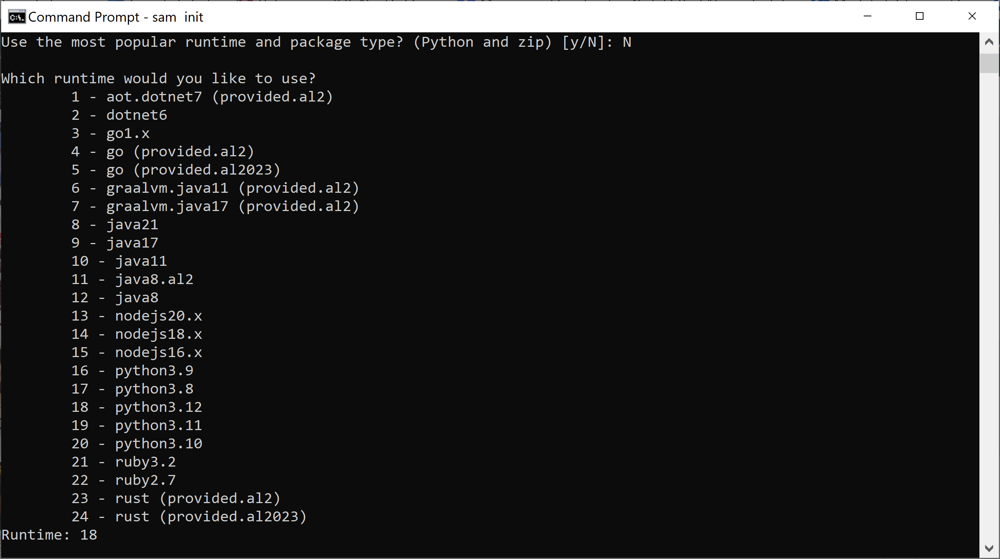 Command Prompt - sam  init
Use the most popular runtime and package type? (Python and zip) [y/N]: N
Which runtime would you like to use?
1 - aot.dotnet7 (provided.al2)
2 - dotnet6
3 - go1.x
4 - go (provided.al2)
5 - go (provided.al2023)
6 - graalvm.java11 (provided.al2)
7 - graalvm.java17 (provided.al2)
8 - java21
9 - java17
10 - java11
11 - java8.al2
12 - java8
13 - nodejs20.x
14 - nodejs18.x
15 - nodejs16.x
16 - python3.9
17 - python3.8
18 - python3.12
19 - python3.11
20 - python3.10
21 - ruby3.2
22 - ruby2.7
23 - rust (provided.al2)
24 - rust (provided.al2023)
Runtime: 18